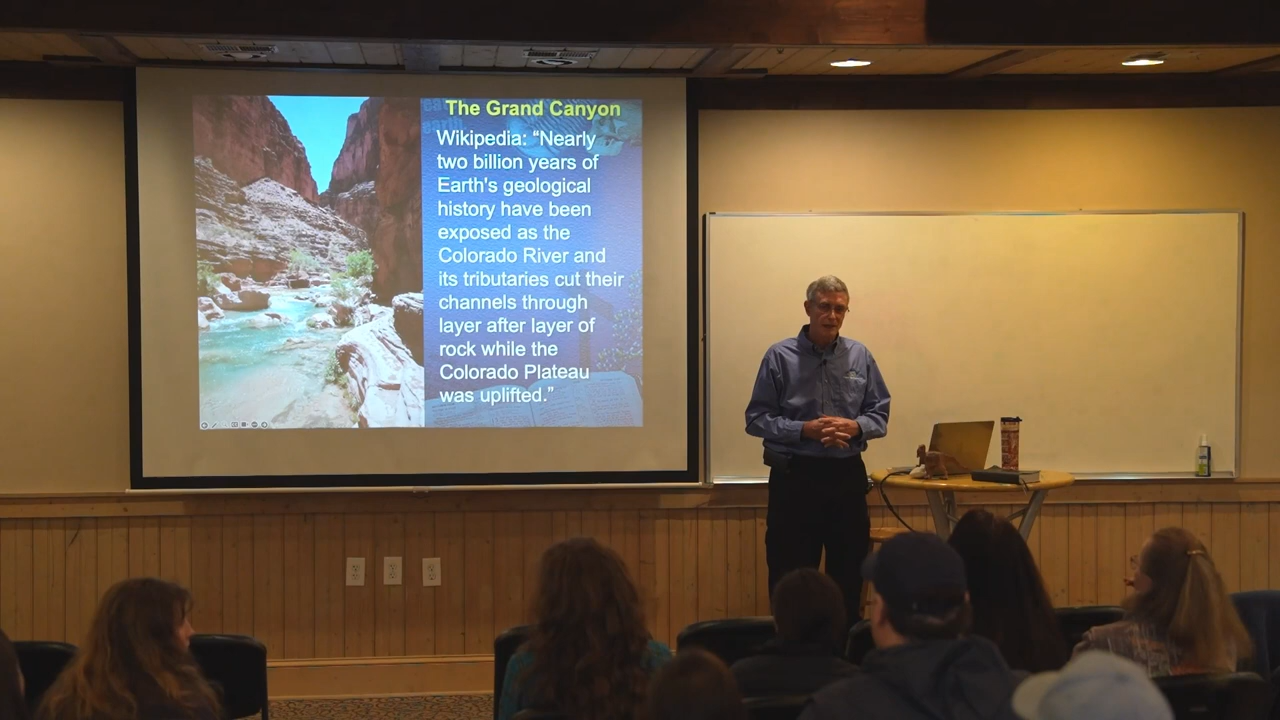 The Grand Canyon
Wikipedia: “Nearly
two billion years of
Earth's geological
history have been
exposed as the
Colorado River and
its tributaries cut their
channels through
layer after layer of
rock while the
Colorado Plateau
was uplifted.”